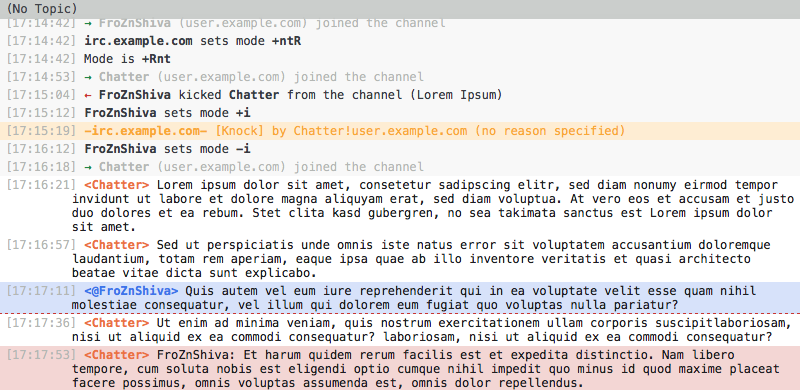 (No Topic)
[17:14:42] → FroZnShiva (user.example.com) joined the channel
[17:14:42] irc.example.com sets mode +ntR
[17:14:42] Mode is +Rnt
[17:14:53] → Chatter (user.example.com) joined the channel
[17:15:04] ← FroZnShiva kicked Chatter from the channel (Lorem Ipsum)
[17:15:12] FroZnShiva sets mode +i
[17:15:19] -irc.example.com- [Knock] by Chatter!user.example.com (no reason specified)
[17:16:12] FroZnShiva sets mode -i
[17:16:18] → Chatter (user.example.com) joined the channel
[17:16:21] <Chatter> Lorem ipsum dolor sit amet, consetetur sadipscing elitr, sed diam nonumy eirmod tempor
invidunt ut labore et dolore magna aliquyam erat, sed diam voluptua. At vero eos et accusam et justo
duo dolores et ea rebum. Stet clita kasd gubergren, no sea takimata sanctus est Lorem ipsum dolor
sit amet.
[17:16:57] <Chatter> Sed ut perspiciatis unde omnis iste natus error sit voluptatem accusantium doloremque
laudantium, totam rem aperiam, eaque ipsa quae ab illo inventore veritatis et quasi architecto
beatae vitae dicta sunt explicabo.
[17:17:11] <@FroZnShiva> Quis autem vel eum iure reprehenderit qui in ea voluptate velit esse quam nihil
molestiae consequatur, vel illum qui dolorem eum fugiat quo voluptas nulla pariatur?
[17:17:36] <Chatter> Ut enim ad minima veniam, quis nostrum exercitationem ullam corporis suscipitlaboriosam,
nisi ut aliquid ex ea commodi consequatur? laboriosam, nisi ut aliquid ex ea commodi consequatur?
[17:17:53] <Chatter> FroZnShiva: Et harum quidem rerum facilis est et expedita distinctio. Nam libero
tempore, cum soluta nobis est eligendi optio cumque nihil impedit quo minus id quod maxime placeat
facere possimus, omnis voluptas assumenda est, omnis dolor repellendus.